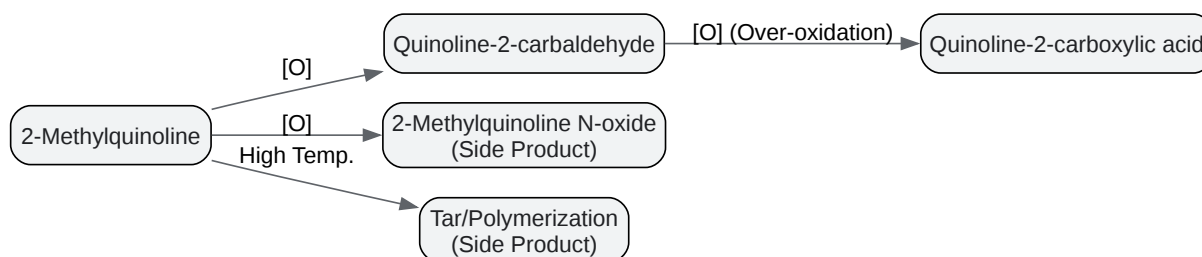 Quinoline-2-carbaldehyde
[O] (Over-oxidation)
Quinoline-2-carboxylic acid
[O]
2-Methylquinoline
[O]
2-Methylquinoline N-oxide
(Side Product)
High Temp.
Tar/Polymerization
(Side Product)